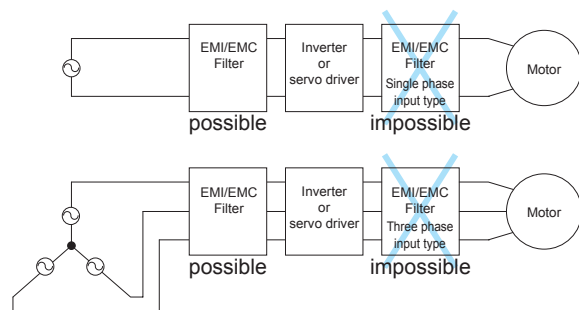 EMI/EMC
Filter
Inverter
or
servo driver
EMI/EMC
Filter
Single phase
input type
Motor
possible
impossible
EMI/EMC
Filter
Inverter
or
servo driver
EMI/EMC
Filter
Three phase
input type
Motor
possible
impossible